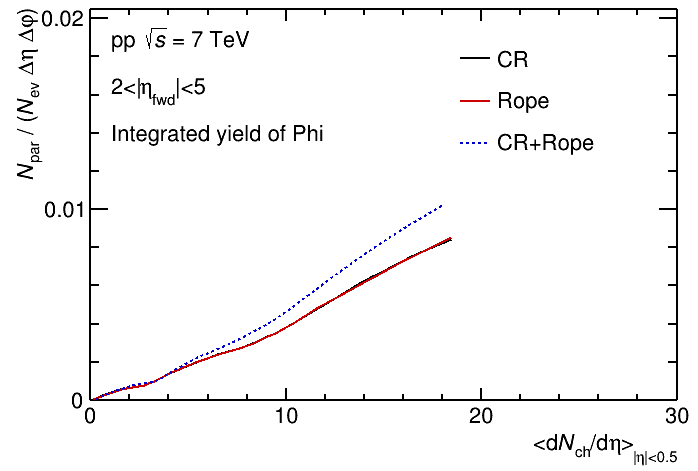 0.02
N_par / (N_ev Δη Δφ)
pp √s = 7 TeV
2<|η_fwd|<5
Integrated yield of Phi
CR
Rope
CR+Rope
0.01
0
0 10 20 30
<dN_ch/dη>_|η|<0.5